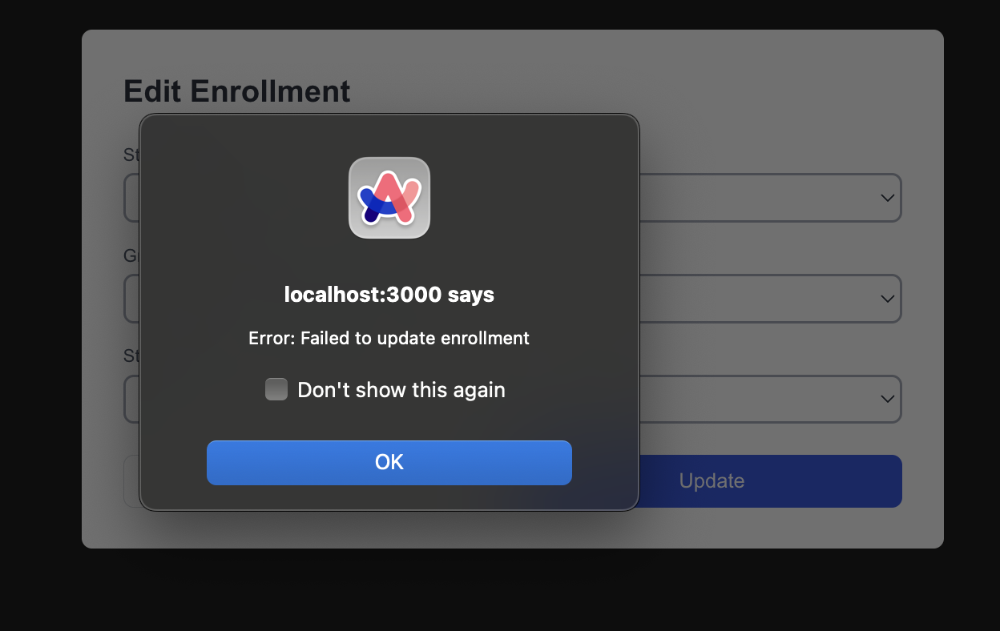 Edit Enrollment
localhost:3000 says
Error: Failed to update enrollment
Don't show this again
OK
Update